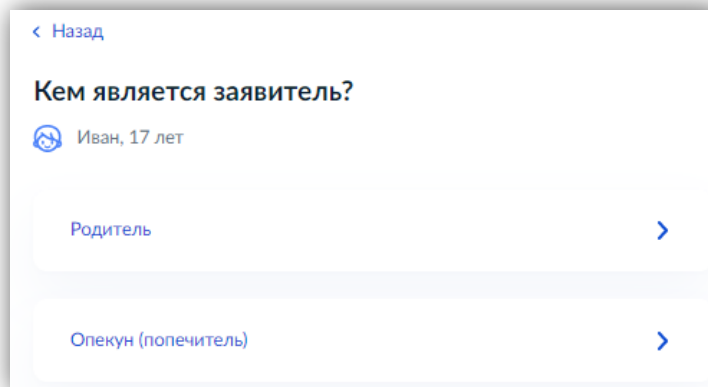 Назад
Кем является заявитель?
Иван, 17 лет
Родитель
Опекун (попечитель)